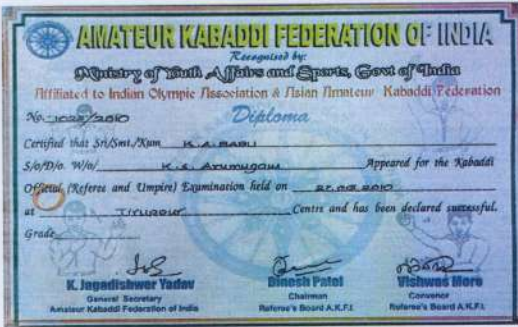 AMATEUR KABADDI FEDERATION OF INDIA
Recognised by:
Ministry of Youth Affairs and Sports, Govt of India
Affiliated to Indian Olympic Association & Asian Amateur Kabaddi Federation
No. 1028/2010 Diploma
Certified that Sri/Smt./Kum K.A.BABU
S/o/D/o. W/o/ K.S. Arumugam Appeared for the Kabaddi
Official (Referee and Umpire) Examination held on 2010
at Tiruppur Centre and has been declared successful.
Grade
K. Jagadishwer Yadav Dinesh Patel Vishwas More
General Secretary Chairman Convenor
Amateur Kabaddi Federation of India Referee's Board A.K.F.I. Referee's Board A.K.F.I.